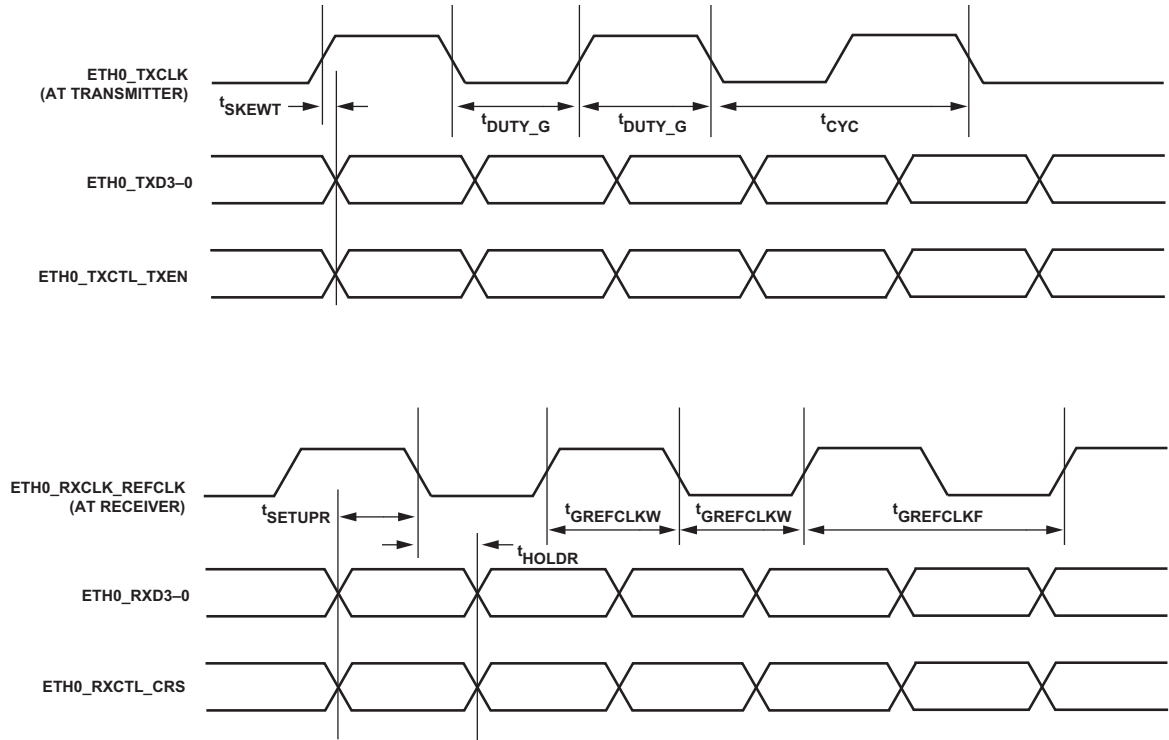 ETH0_TXCLK
(AT TRANSMITTER)
tSKEWT
tDUTY_G
tDUTY_G
tCYC
ETH0_TXD3–0
ETH0_TXCTL_TXEN
ETH0_RXCLK_REFCLK
(AT RECEIVER)
tSETUPR
tGREFCLKW
tGREFCLKW
tGREFCLKF
tHOLDR
ETH0_RXD3–0
ETH0_RXCTL_CRS